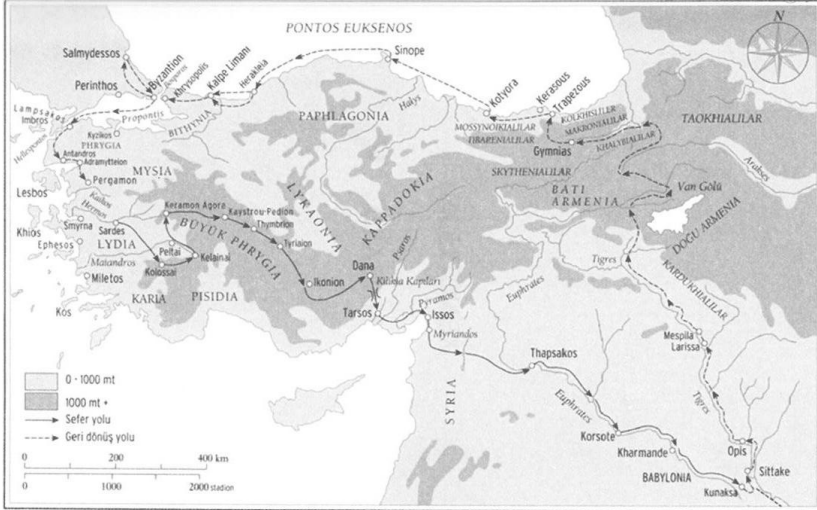 PONTOS EUKSENOS
N
Salmydessos
Byzantion
Bosporos
Khrysopolis
Kalpe Limanı
Herakleia
Sinope
Perinthos
Kotyora
Kerasous
Trapezous
Lampsakos
Imbros
Propontis
BITHYNIA
PAPHLAGONIA
Halys
MOSSYNOIKIALILAR
TIBARENIALILAR
KOLKHISLILER
MAKRONIALILAR
KHALYBIALILAR
TAOKHIALILAR
Hellespontos
Kyzikos
PHRYGIA
Gymnias
Antandros
Adramytteion
MYSIA
SKYTHENIALILAR
Arakses
Pergamon
BATI
ARMENIA
Van Gölü
Lesbos
Kaikos
Hermos
Keramon Agora
Kaystrou-Pedion
Thymbrion
LYKAONIA
KAPPADOKIA
DOĞU ARMENIA
Khios
Smyrna
Sardes
Ephesos
LYDIA
BÜYÜK PHRYGIA
Tyriaion
Peltai
Kelainai
Maiandros
Kolossai
Miletos
KARIA
PISIDIA
Ikonion
Dana
Kilikia Kapıları
Psaros
Tigres
KARDUKHIALILAR
Euphrates
Kos
Tarsos
Pyramos
Issos
Myriandos
Mespila
Larissa
SYRIA
Thapsakos
Euphrates
Tigres
Korsote
Kharmande
Opis
Sittake
BABYLONIA
Kunaksa
0 - 1000 mt
1000 mt +
Sefer yolu
Geri dönüş yolu
0 200 400 km
0 1000 2000 stadion